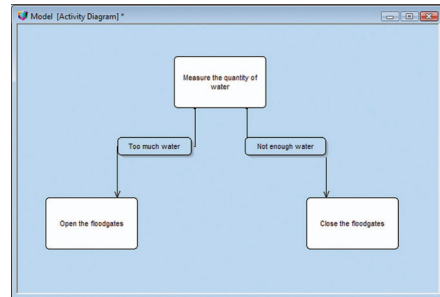 Model [Activity Diagram] *
Measure the quantity of
water
Too much water
Not enough water
Open the floodgates
Close the floodgates